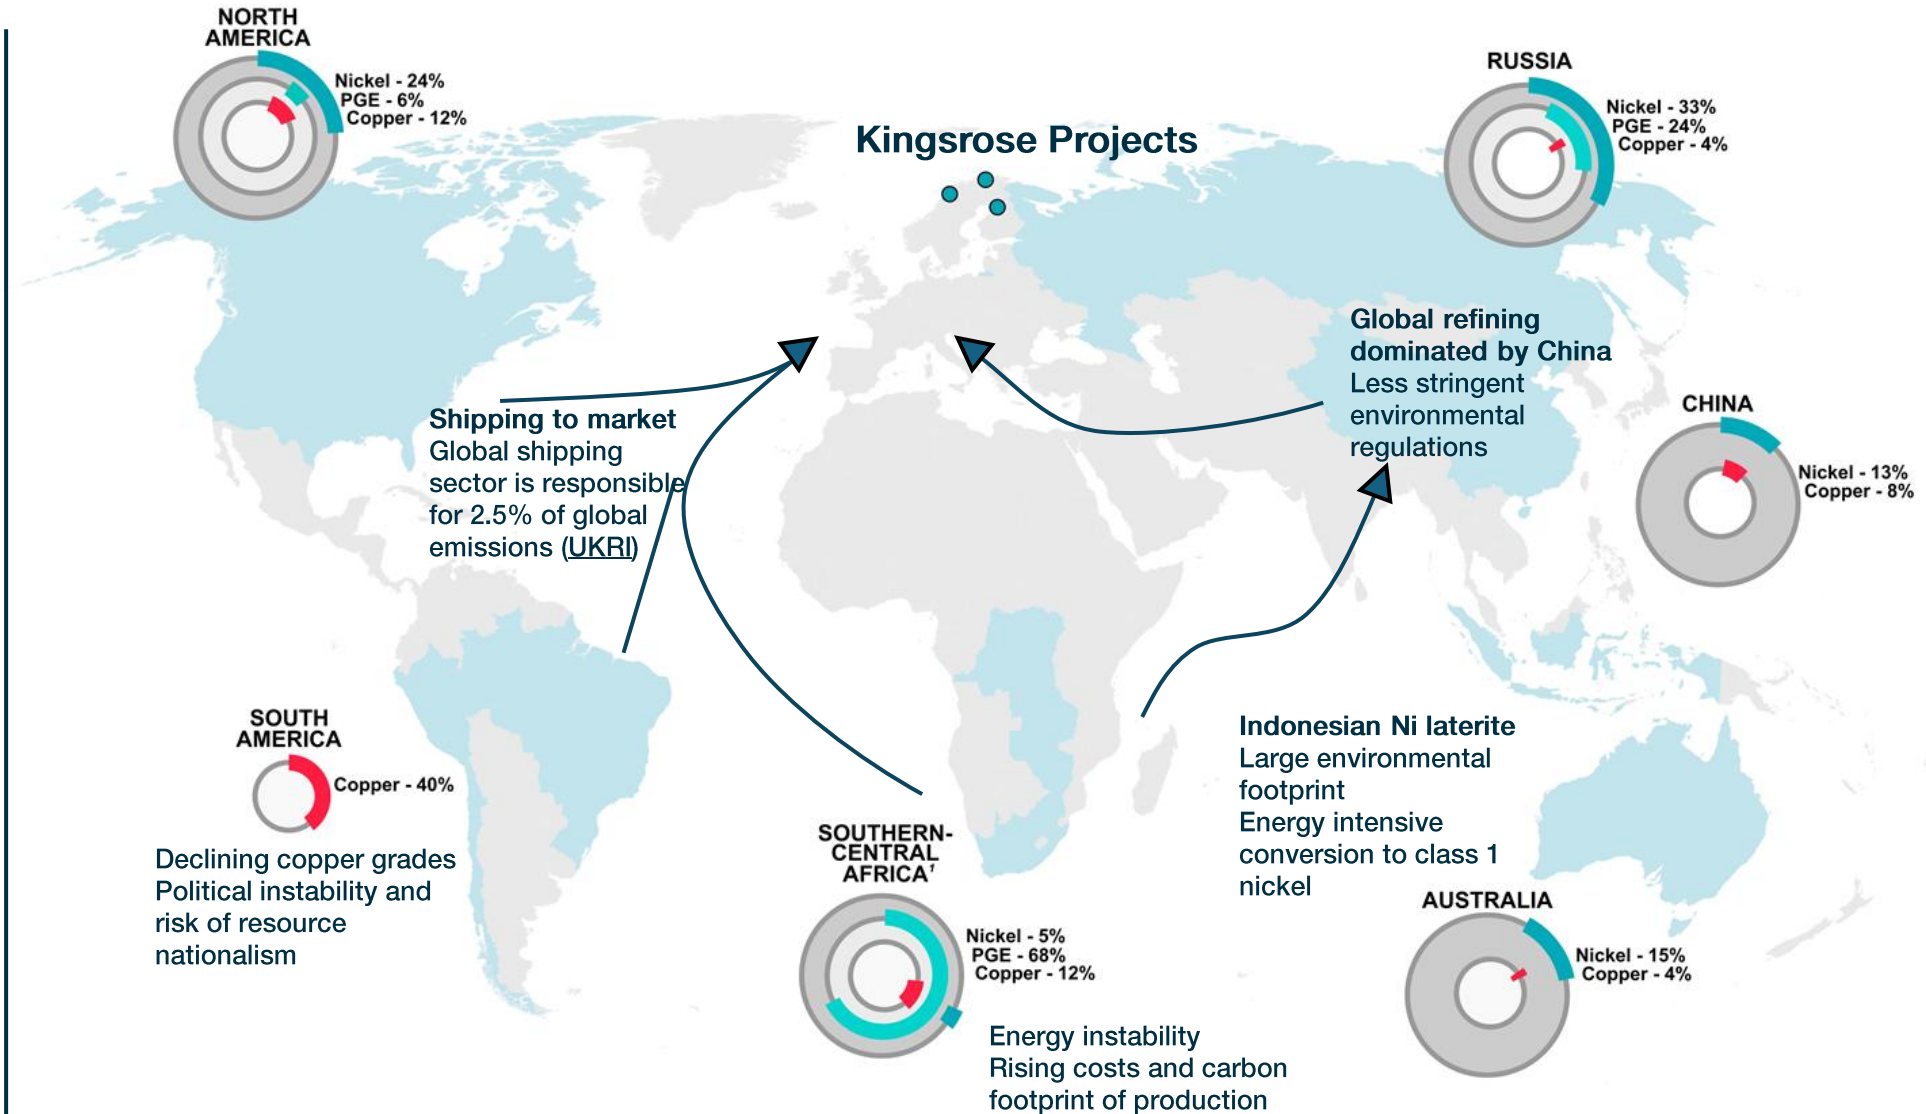 NORTH
AMERICA
Nickel - 24%
PGE - 6%
Copper - 12%
Kingsrose Projects
RUSSIA
Nickel - 33%
PGE - 24%
Copper - 4%
Global refining
dominated by China
Less stringent
environmental
regulations
CHINA
Nickel - 13%
Copper - 8%
Shipping to market
Global shipping
sector is responsible
for 2.5% of global
emissions (UKRI)
SOUTH
AMERICA
Copper - 40%
Declining copper grades
Political instability and
risk of resource
nationalism
SOUTHERN-
CENTRAL
AFRICA¹
Nickel - 5%
PGE - 68%
Copper - 12%
Energy instability
Rising costs and carbon
footprint of production
Indonesian Ni laterite
Large environmental
footprint
Energy intensive
conversion to class 1
nickel
AUSTRALIA
Nickel - 15%
Copper - 4%